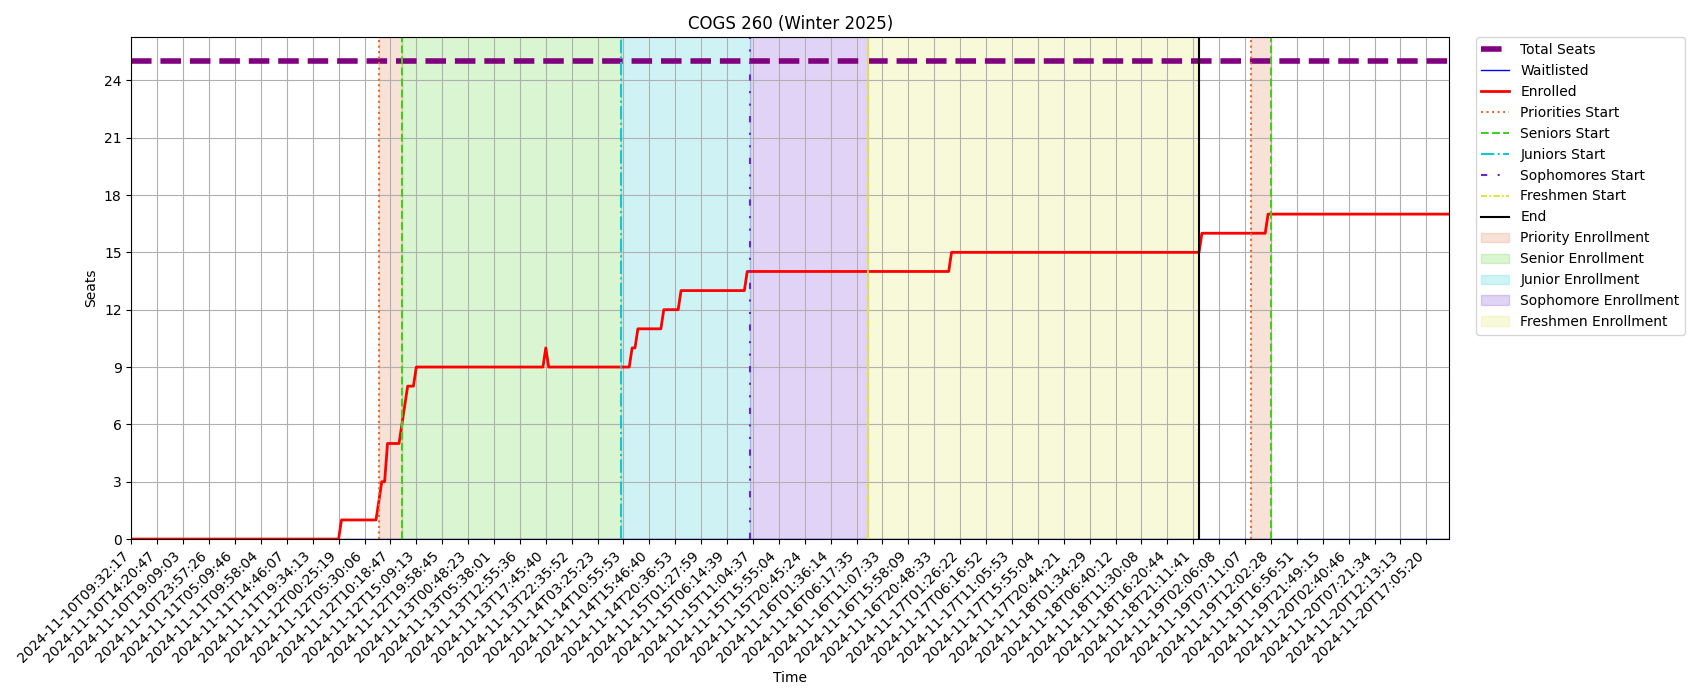 COGS 260 (Winter 2025)
Seats
24
21
18
15
12
9
6
3
0
2024-11-10T09:32:17
2024-11-10T14:20:47
2024-11-10T19:09:03
2024-11-10T23:57:26
2024-11-11T05:09:46
2024-11-11T09:58:04
2024-11-11T14:46:07
2024-11-11T19:34:13
2024-11-12T00:25:19
2024-11-12T05:30:06
2024-11-12T10:18:47
2024-11-12T15:09:13
2024-11-12T19:58:45
2024-11-13T00:48:23
2024-11-13T05:38:01
2024-11-13T12:55:36
2024-11-13T17:45:40
2024-11-13T22:35:52
2024-11-14T03:25:23
2024-11-14T10:55:53
2024-11-14T15:46:40
2024-11-14T20:36:53
2024-11-15T01:27:59
2024-11-15T06:14:39
2024-11-15T11:04:37
2024-11-15T15:55:04
2024-11-15T20:45:24
2024-11-16T01:36:14
2024-11-16T06:17:35
2024-11-16T11:07:33
2024-11-16T15:58:09
2024-11-16T20:48:33
2024-11-17T01:26:22
2024-11-17T06:16:52
2024-11-17T11:05:53
2024-11-17T15:55:04
2024-11-17T20:44:21
2024-11-18T01:34:29
2024-11-18T06:40:12
2024-11-18T11:30:08
2024-11-18T16:20:44
2024-11-18T21:11:41
2024-11-19T02:06:08
2024-11-19T07:11:07
2024-11-19T12:02:28
2024-11-19T16:56:51
2024-11-19T21:49:15
2024-11-20T02:40:46
2024-11-20T07:21:34
2024-11-20T12:13:13
2024-11-20T17:05:20
Time
Total Seats
Waitlisted
Enrolled
Priorities Start
Seniors Start
Juniors Start
Sophomores Start
Freshmen Start
End
Priority Enrollment
Senior Enrollment
Junior Enrollment
Sophomore Enrollment
Freshmen Enrollment